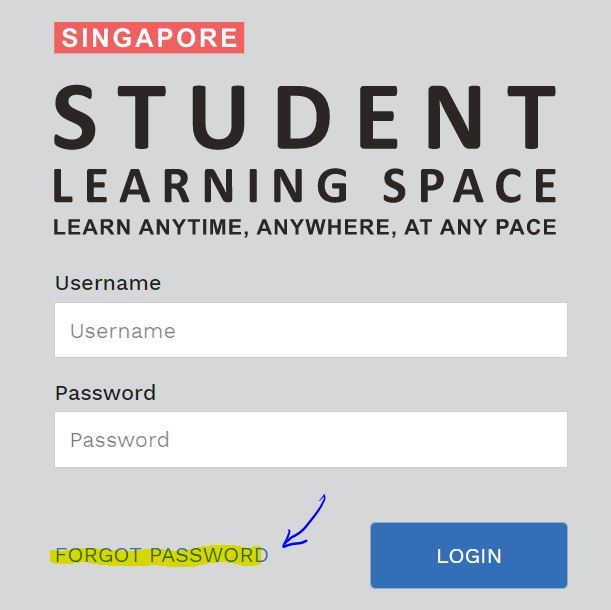 SINGAPORE
STUDENT
LEARNING SPACE
LEARN ANYTIME, ANYWHERE, AT ANY PACE
Username
Username
Password
Password
FORGOT PASSWORD
LOGIN